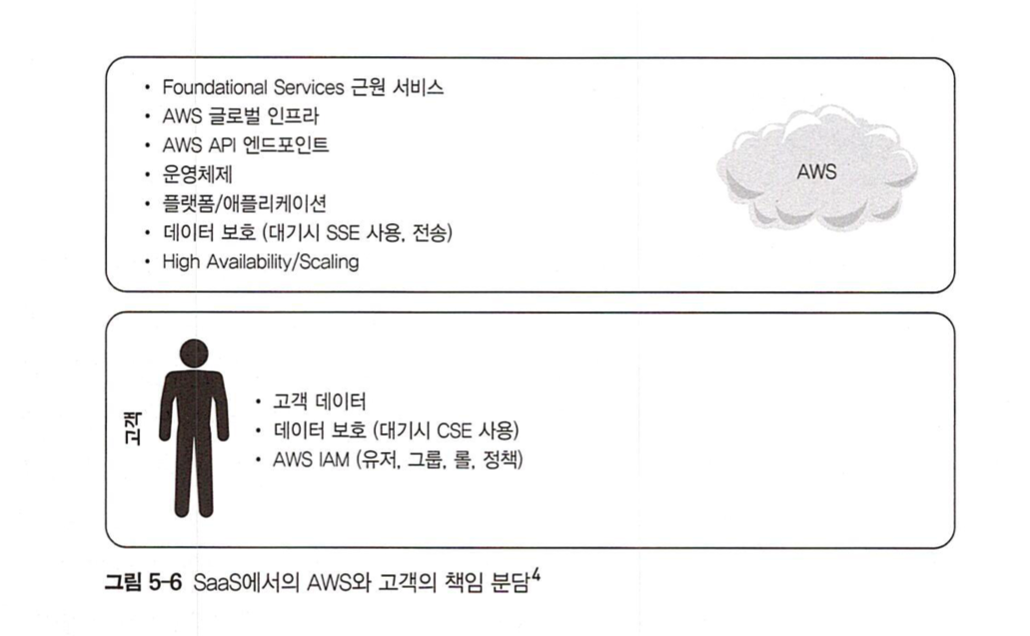 • Foundational Services 근원 서비스
• AWS 글로벌 인프라
• AWS API 엔드포인트
• 운영체제
• 플랫폼/애플리케이션
• 데이터 보호 (대기시 SSE 사용, 전송)
• High Availability/Scaling
AWS
고객
• 고객 데이터
• 데이터 보호 (대기시 CSE 사용)
• AWS IAM (유저, 그룹, 롤, 정책)
그림 5-6 SaaS에서의 AWS와 고객의 책임 분담4